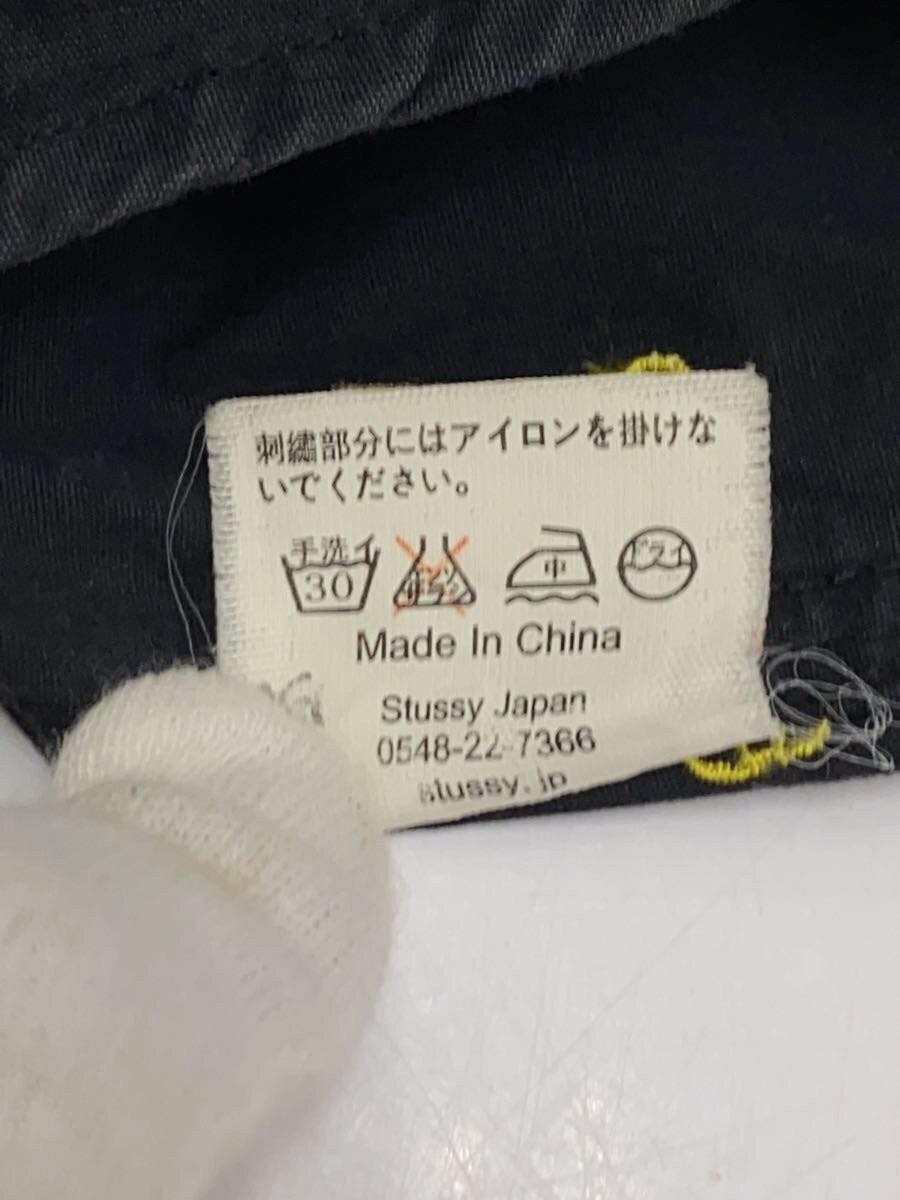 刺繍部分にはアイロンを掛けな
いでください。
手洗イ
30
中
ドライ
Made In China
Stussy Japan
0548-22-7366
stussy.jp